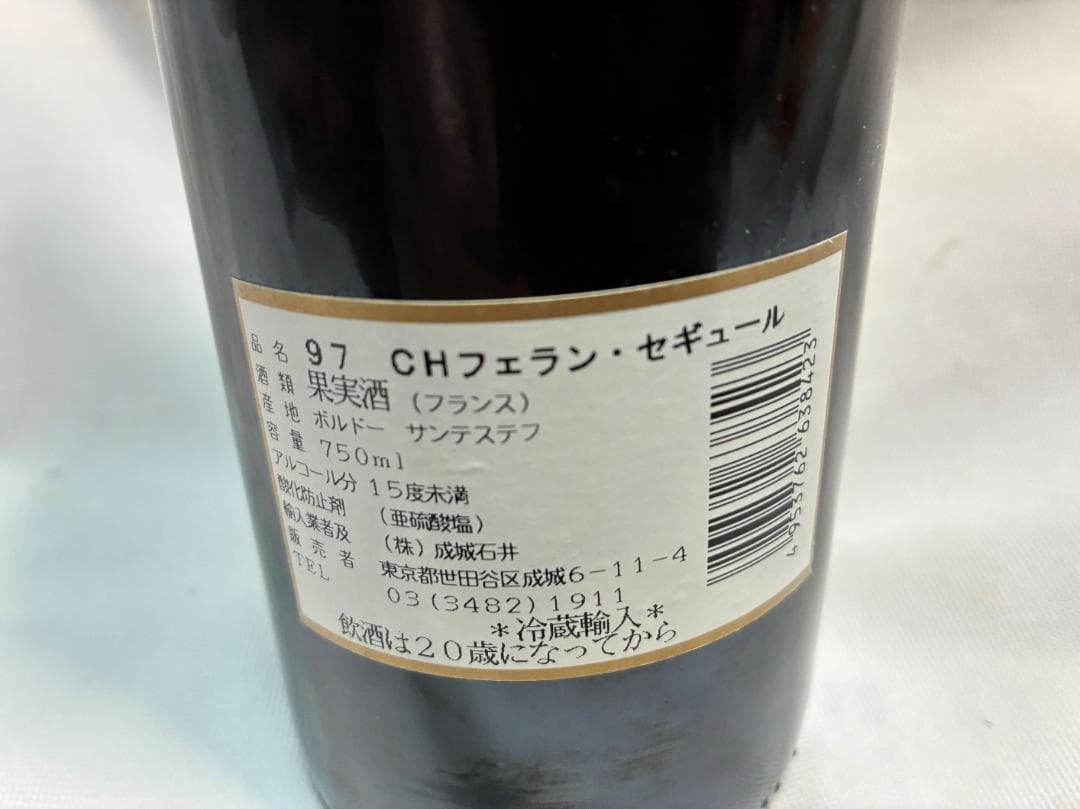 品名 97 CHフェラン・セギュール
酒類 果実酒 (フランス)
産地 ボルドー サンテステフ
容量 750ml
アルコール分 15度未満
酸化防止剤 (亜硫酸塩)
輸入業者及 (株) 成城石井
販売者 東京都世田谷区成城6-11-4
TEL 03(3482)1911
*冷蔵輸入*
飲酒は20歳になってから
4 953762 638423